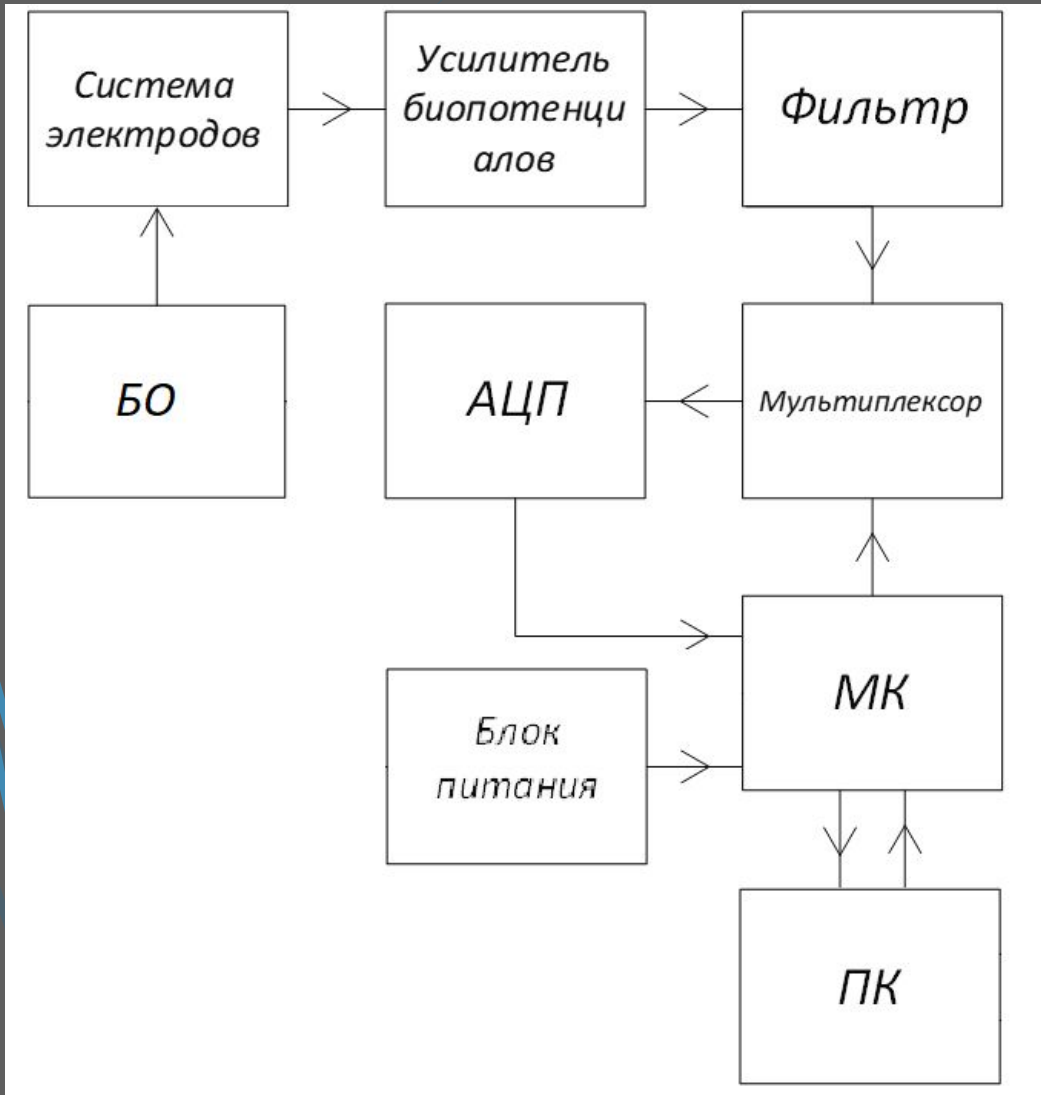 Система
электродов
Усилитель
биопотенци
алов
Фильтр
БО
АЦП
Мультиплексор
МК
Блок
питания
ПК